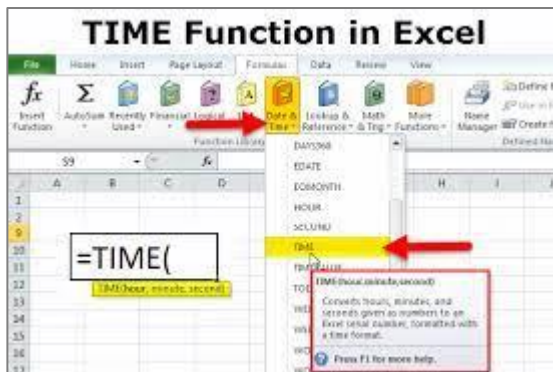 TIME Function in Excel
File Home Insert Page Layout Formulas Data Review View
fx Σ A θ
Insert Function AutoSum Recently Used Financial Logical Date & Time Lookup & Reference Math & Trig More Functions Name Manager
Function Library
S9 fx
A B C D H I
DAYS360
EDATE
EOMONTH
HOUR
SECOND
TIME
1
2
9
10
11
12
13
14
15
16
17
=TIME(
TIME(hour, minute, second)
TIME(hour,minute,second)
Converts hours, minutes, and
seconds given as numbers to an
Excel serial number, formatted with
a time format.
Press F1 for more help.